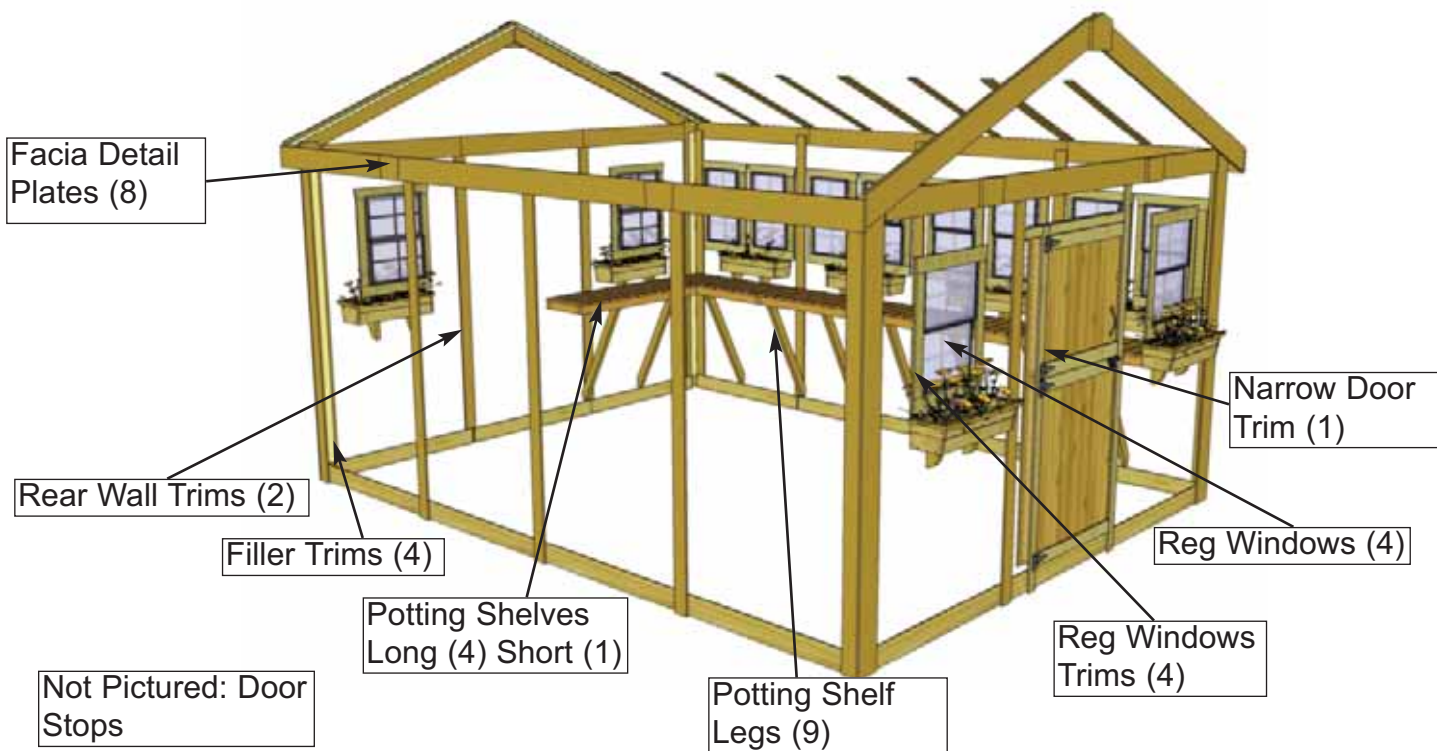 Facia Detail
Plates (8)
Rear Wall Trims (2)
Filler Trims (4)
Potting Shelves
Long (4) Short (1)
Not Pictured: Door
Stops
Potting Shelf
Legs (9)
Reg Windows
Trims (4)
Reg Windows (4)
Narrow Door
Trim (1)